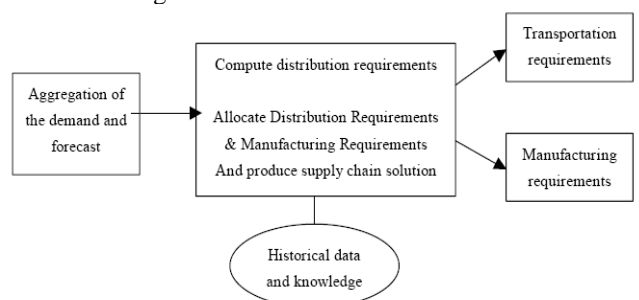 Aggregation of
the demand and
forecast
Compute distribution requirements
Allocate Distribution Requirements
& Manufacturing Requirements
And produce supply chain solution
Transportation
requirements
Manufacturing
requirements
Historical data
and knowledge